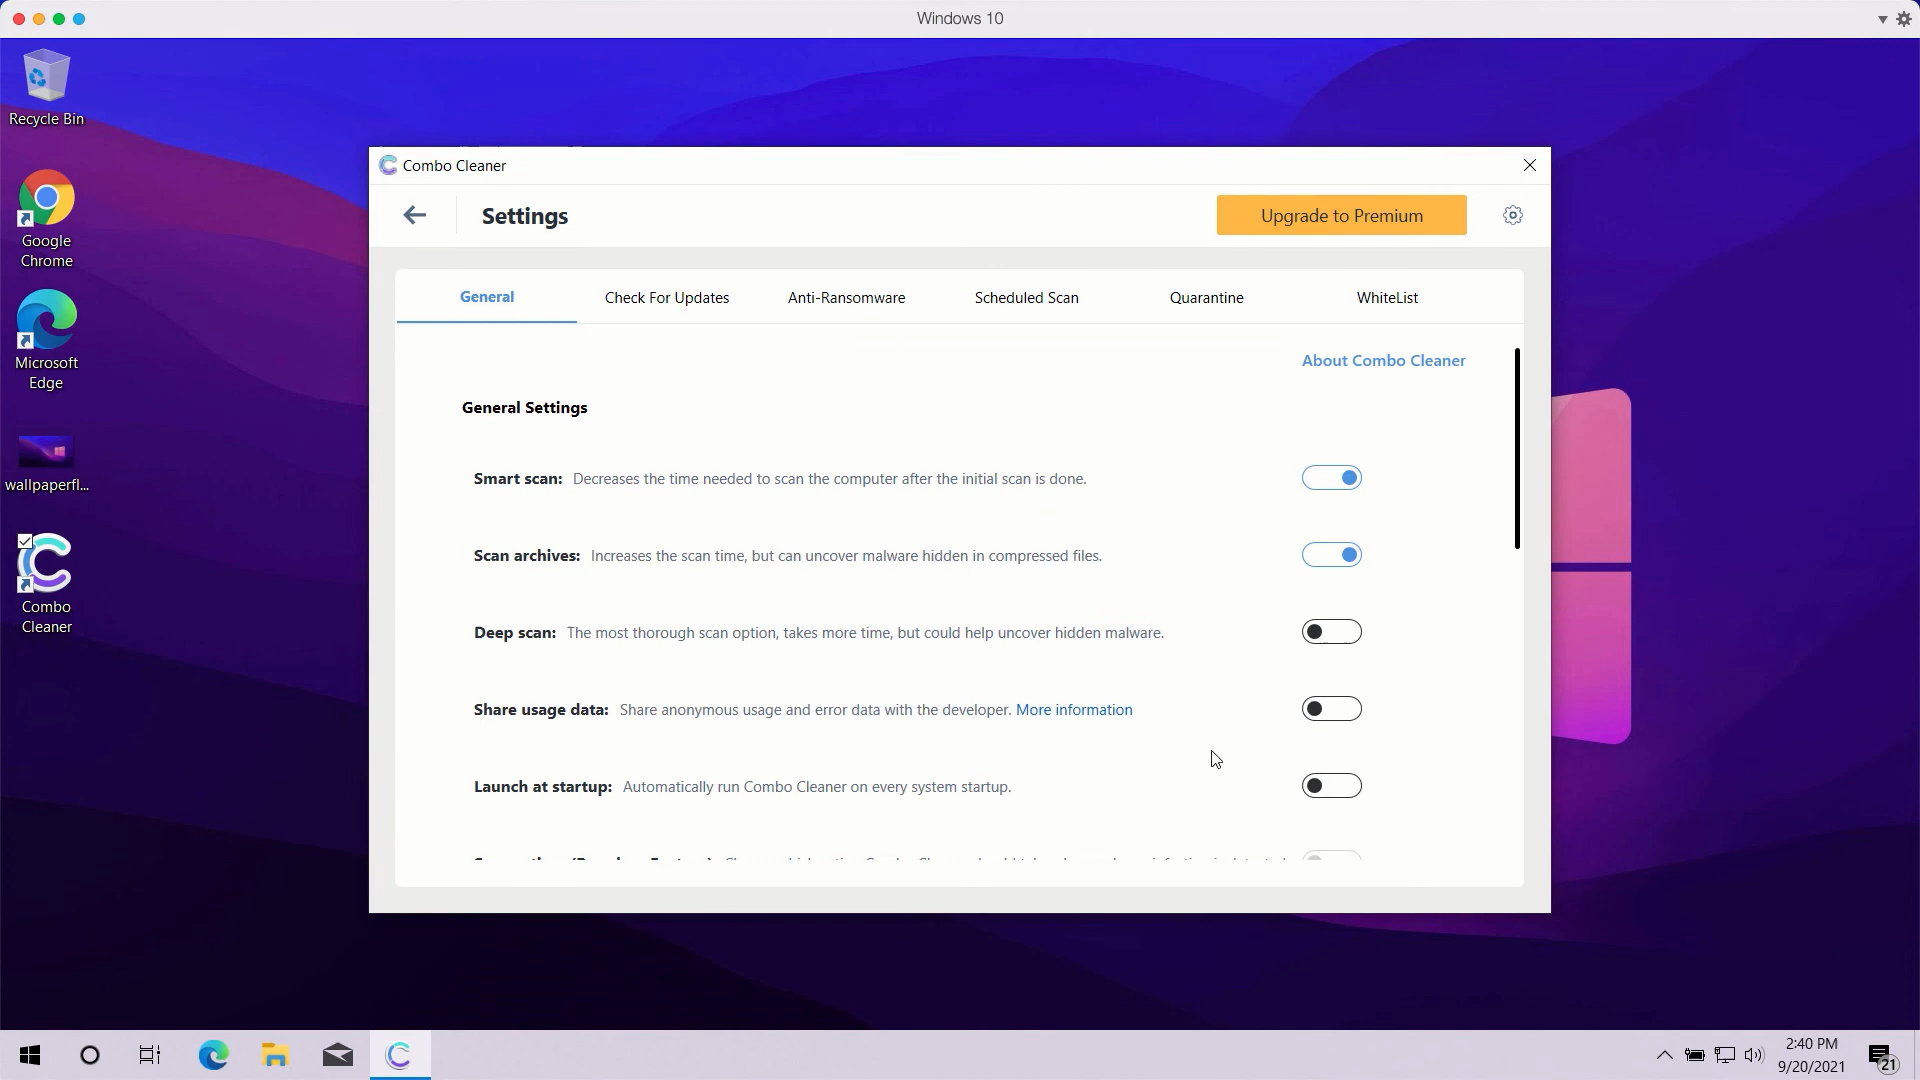 Windows 10
Recycle Bin
Google
Chrome
Microsoft
Edge
wallpaperfl...
Combo
Cleaner
Combo Cleaner
Settings
Upgrade to Premium
General
Check For Updates
Anti-Ransomware
Scheduled Scan
Quarantine
WhiteList
About Combo Cleaner
General Settings
Smart scan: Decreases the time needed to scan the computer after the initial scan is done.
Scan archives: Increases the scan time, but can uncover malware hidden in compressed files.
Deep scan: The most thorough scan option, takes more time, but could help uncover hidden malware.
Share usage data: Share anonymous usage and error data with the developer. More information
Launch at startup: Automatically run Combo Cleaner on every system startup.
2:40 PM
9/20/2021
21